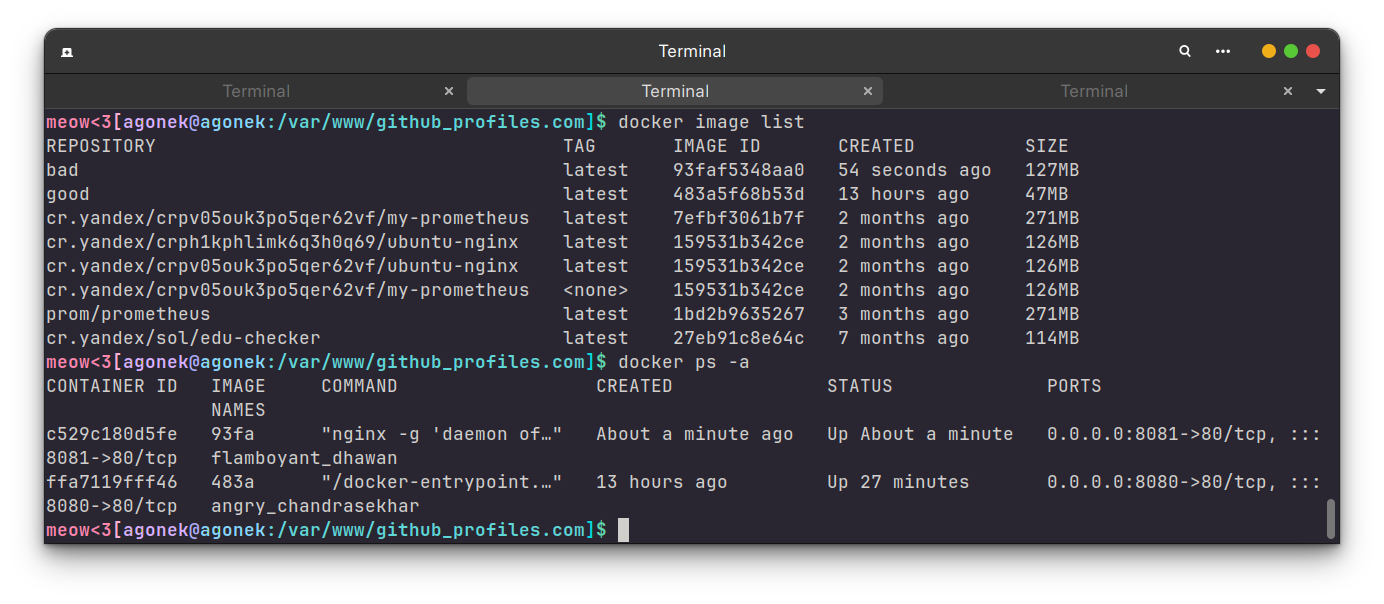 Terminal
Terminal Terminal Terminal
meow<3[agonek@agonek:/var/www/github_profiles.com]$ docker image list
REPOSITORY TAG IMAGE ID CREATED SIZE
bad latest 93faf5348aa0 54 seconds ago 127MB
good latest 483a5f68b53d 13 hours ago 47MB
cr.yandex/crpv05ouk3po5qer62vf/my-prometheus latest 7efbf3061b7f 2 months ago 271MB
cr.yandex/crph1kphlimk6q3h0q69/ubuntu-nginx latest 159531b342ce 2 months ago 126MB
cr.yandex/crpv05ouk3po5qer62vf/ubuntu-nginx latest 159531b342ce 2 months ago 126MB
cr.yandex/crpv05ouk3po5qer62vf/my-prometheus <none> 159531b342ce 2 months ago 126MB
prom/prometheus latest 1bd2b9635267 3 months ago 271MB
cr.yandex/sol/edu-checker latest 27eb91c8e64c 7 months ago 114MB
meow<3[agonek@agonek:/var/www/github_profiles.com]$ docker ps -a
CONTAINER ID IMAGE COMMAND CREATED STATUS PORTS
NAMES
c529c180d5fe 93fa "nginx -g 'daemon of…" About a minute ago Up About a minute 0.0.0.0:8081->80/tcp, :::
8081->80/tcp flamboyant_dhawan
ffa7119fff46 483a "/docker-entrypoint.…" 13 hours ago Up 27 minutes 0.0.0.0:8080->80/tcp, :::
8080->80/tcp angry_chandrasekhar
meow<3[agonek@agonek:/var/www/github_profiles.com]$